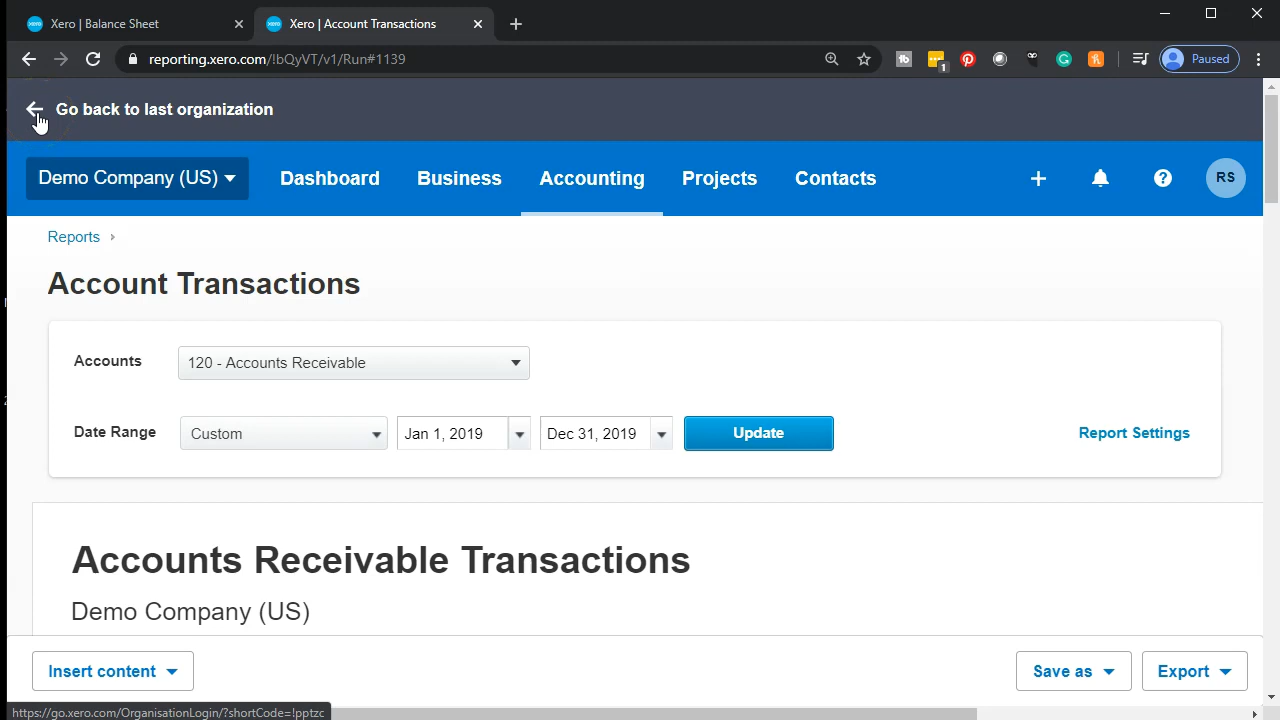 Xero | Balance Sheet
Xero | Account Transactions
reporting.xero.com/!bQyVT/v1/Run#1139
1
Paused
Go back to last organization
Demo Company (US)
Dashboard
Business
Accounting
Projects
Contacts
RS
Reports
Account Transactions
Accounts
120 - Accounts Receivable
Date Range
Custom
Jan 1, 2019
Dec 31, 2019
Update
Report Settings
Accounts Receivable Transactions
Demo Company (US)
Insert content
Save as
Export
https://go.xero.com/OrganisationLogin/?shortCode=!pptzc